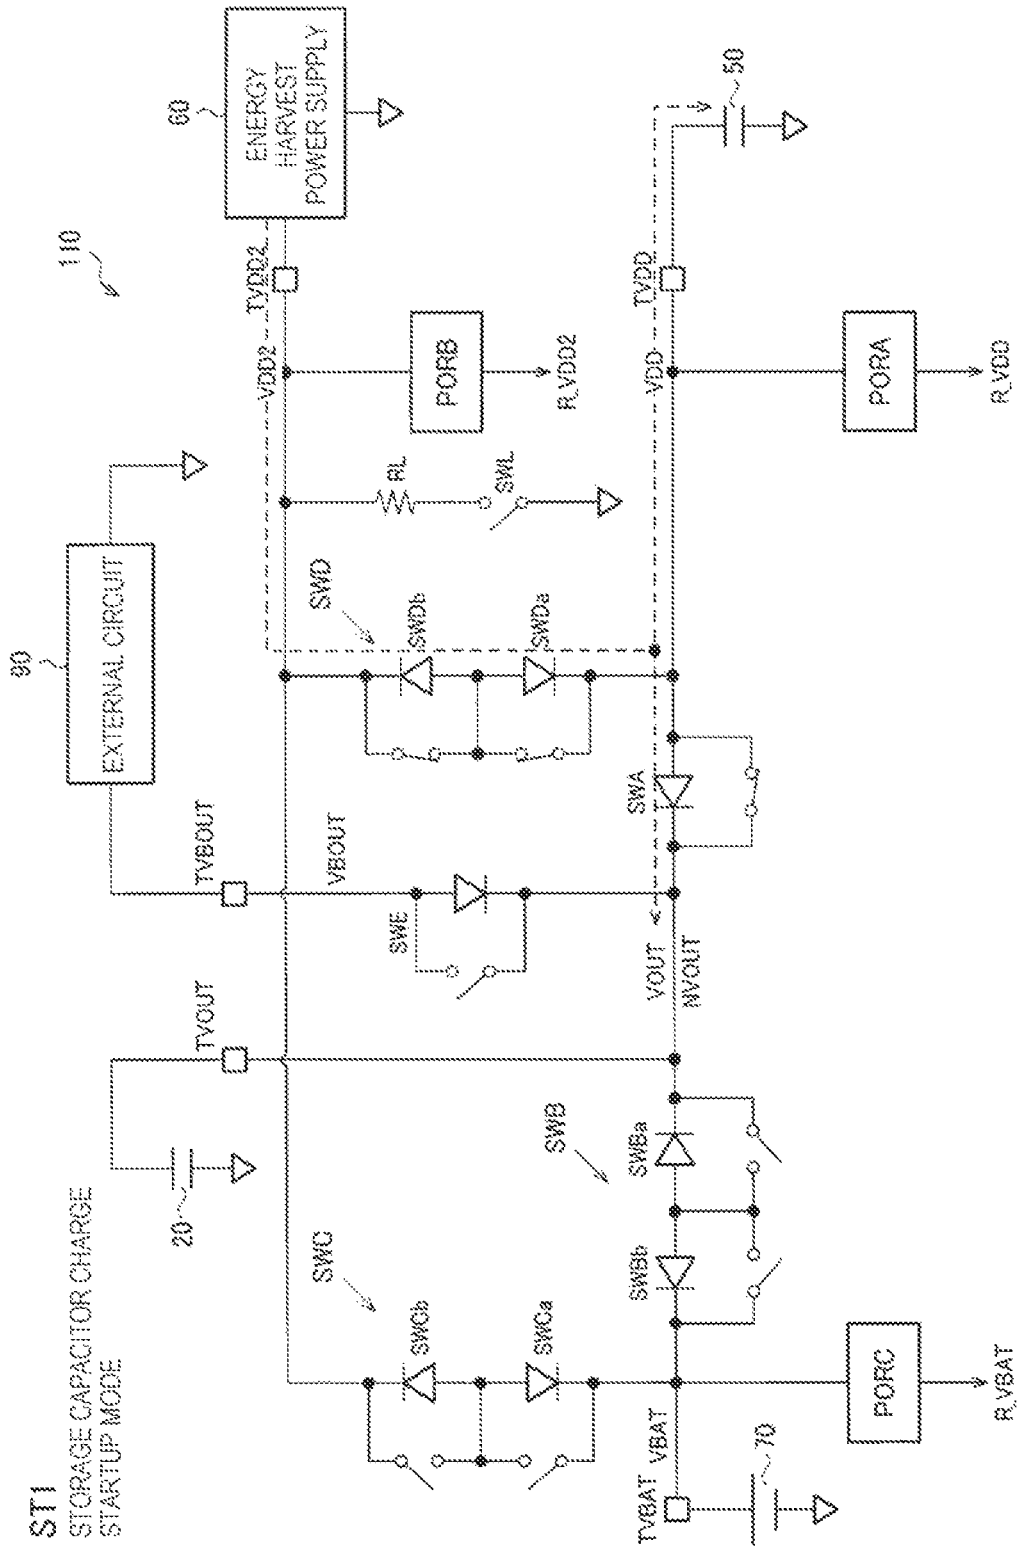 ST1
STORAGE CAPACITOR CHARGE
STARTUP MODE
110
90
EXTERNAL CIRCUIT
60
ENERGY
HARVEST
POWER SUPPLY
20
TVOUT
TVBOUT
VBOUT
TVDD2
VDD2
SWC
SWCb
SWCa
SWE
SWD
SWDb
SWDa
RL
SWL
PORB
R_VDD2
TVBAT
VBAT
70
SWB
SWBb
SWBa
VOUT
NVOUT
SWA
VDD
TVDD
50
PORC
R_VBAT
PORA
R_VDD